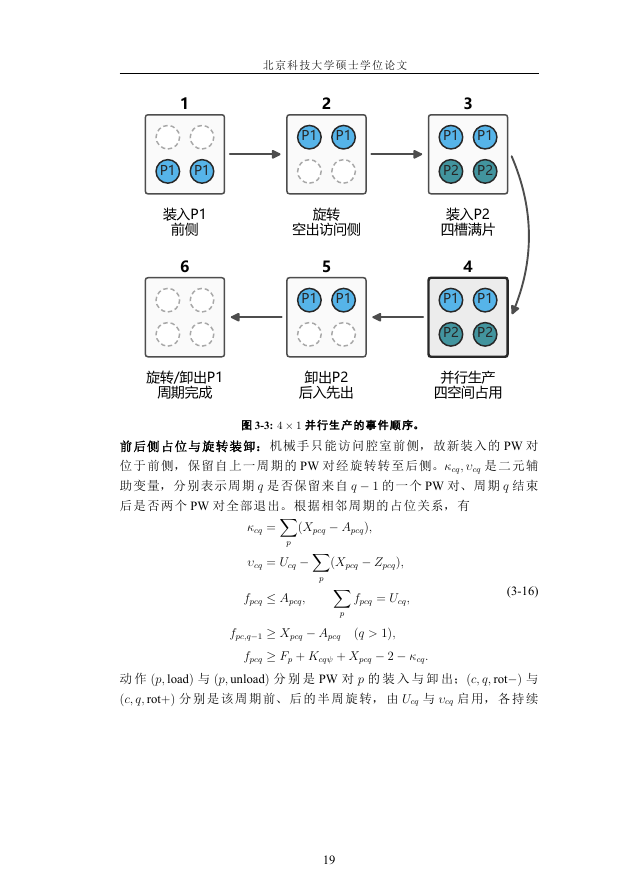 北京科技大学硕士学位论文
1
2
3
P1 P1
P1 P1
P1 P1
P2 P2
装入P1
前侧
旋转
空出访问侧
装入P2
四槽满片
6
5
4
P1 P1
P1 P1
P2 P2
旋转/卸出P1
周期完成
卸出P2
后入先出
并行生产
四空间占用
图 3-3: 4 × 1 并行生产的事件顺序。
前后侧占位与旋转装卸：机械手只能访问腔室前侧，故新装入的 PW 对
位于前侧，保留自上一周期的 PW 对经旋转转至后侧。κ_{cq}, υ_{cq} 是二元辅
助变量，分别表示周期 q 是否保留来自 q − 1 的一个 PW 对、周期 q 结束
后是否两个 PW 对全部退出。根据相邻周期的占位关系，有
κ_{cq} = ∑_p (X_{pcq} − A_{pcq}),
υ_{cq} = U_{cq} − ∑_p (X_{pcq} − Z_{pcq}),
f_{pcq} ≤ A_{pcq}, ∑_p f_{pcq} = U_{cq},
(3-16)
f_{pc,q−1} ≥ X_{pcq} − A_{pcq} (q > 1),
f_{pcq} ≥ F_p + K_{cqψ} + X_{pcq} − 2 − κ_{cq}.
动作 (p, load) 与 (p, unload) 分别是 PW 对 p 的装入与卸出；(c, q, rot−) 与
(c, q, rot+) 分别是该周期前、后的半周旋转，由 U_{cq} 与 υ_{cq} 启用，各持续
19